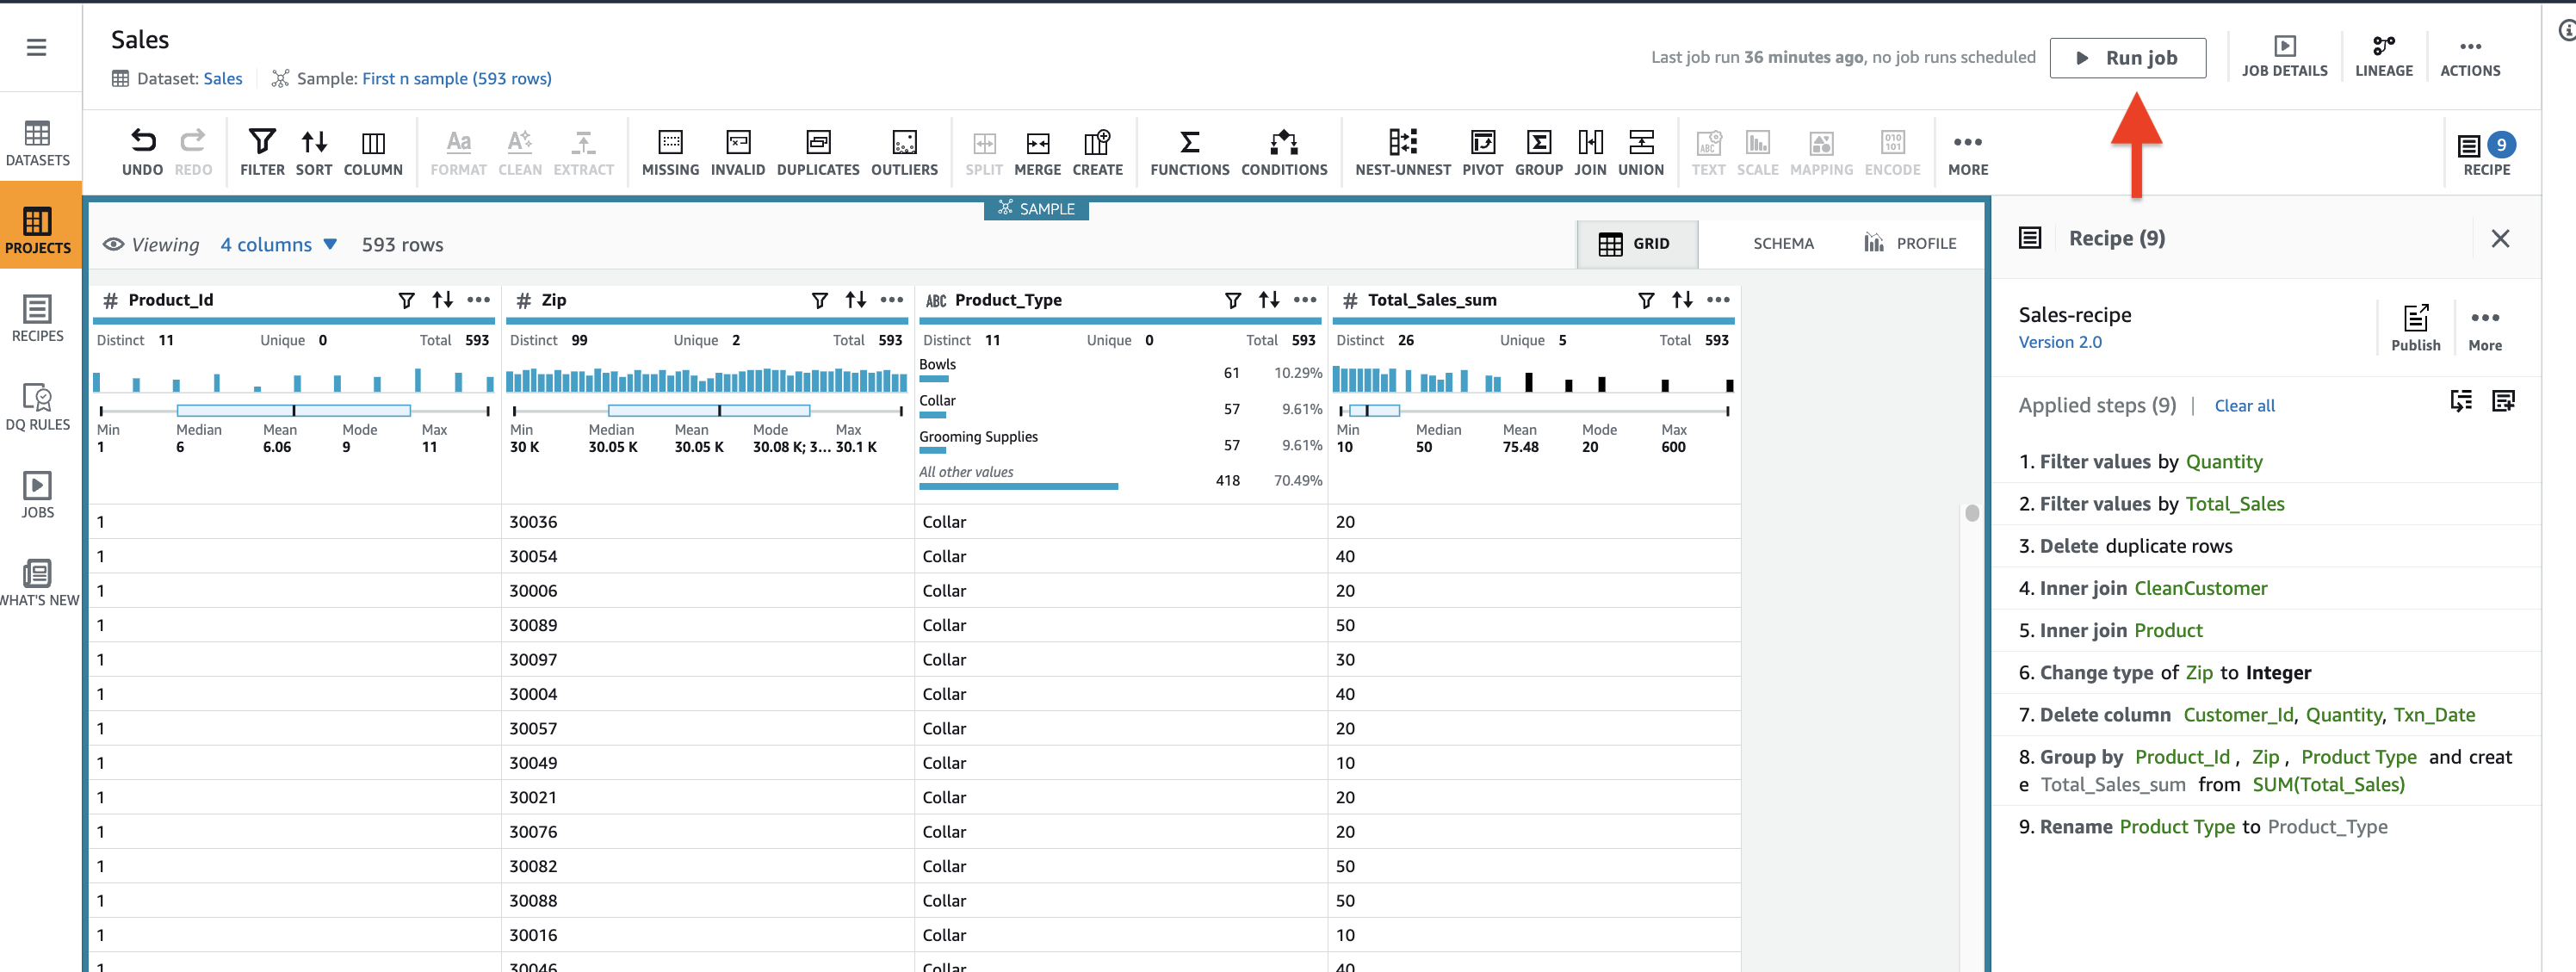 Sales
Dataset: Sales
Sample: First n sample (593 rows)
Last job run 36 minutes ago, no job runs scheduled
Run job
JOB DETAILS
LINEAGE
ACTIONS
DATASETS
PROJECTS
RECIPES
DQ RULES
JOBS
WHAT'S NEW
UNDO
REDO
FILTER
SORT
COLUMN
Aa
FORMAT
CLEAN
EXTRACT
MISSING
INVALID
DUPLICATES
OUTLIERS
SPLIT
MERGE
CREATE
FUNCTIONS
CONDITIONS
NEST-UNNEST
PIVOT
GROUP
JOIN
UNION
ABC
TEXT
SCALE
MAPPING
010
101
ENCODE
MORE
9
RECIPE
SAMPLE
Viewing 4 columns 593 rows
GRID
SCHEMA
PROFILE
# Product_Id
Distinct 11 Unique 0 Total 593
Min Median Mean Mode Max
1 6 6.06 9 11
# Zip
Distinct 99 Unique 2 Total 593
Min Median Mean Mode Max
30 K 30.05 K 30.05 K 30.08 K; 3... 30.1 K
ABC Product_Type
Distinct 11 Unique 0 Total 593
Bowls 61 10.29%
Collar 57 9.61%
Grooming Supplies 57 9.61%
All other values 418 70.49%
# Total_Sales_sum
Distinct 26 Unique 5 Total 593
Min Median Mean Mode Max
10 50 75.48 20 600
1 30036 Collar 20
1 30054 Collar 40
1 30006 Collar 20
1 30089 Collar 50
1 30097 Collar 30
1 30004 Collar 40
1 30057 Collar 20
1 30049 Collar 10
1 30021 Collar 20
1 30076 Collar 20
1 30082 Collar 50
1 30088 Collar 50
1 30016 Collar 10
1 30046 Collar 40
Recipe (9)
Sales-recipe
Version 2.0
Publish
More
Applied steps (9) | Clear all
1. Filter values by Quantity
2. Filter values by Total_Sales
3. Delete duplicate rows
4. Inner join CleanCustomer
5. Inner join Product
6. Change type of Zip to Integer
7. Delete column Customer_Id, Quantity, Txn_Date
8. Group by Product_Id , Zip , Product Type and creat
e Total_Sales_sum from SUM(Total_Sales)
9. Rename Product Type to Product_Type